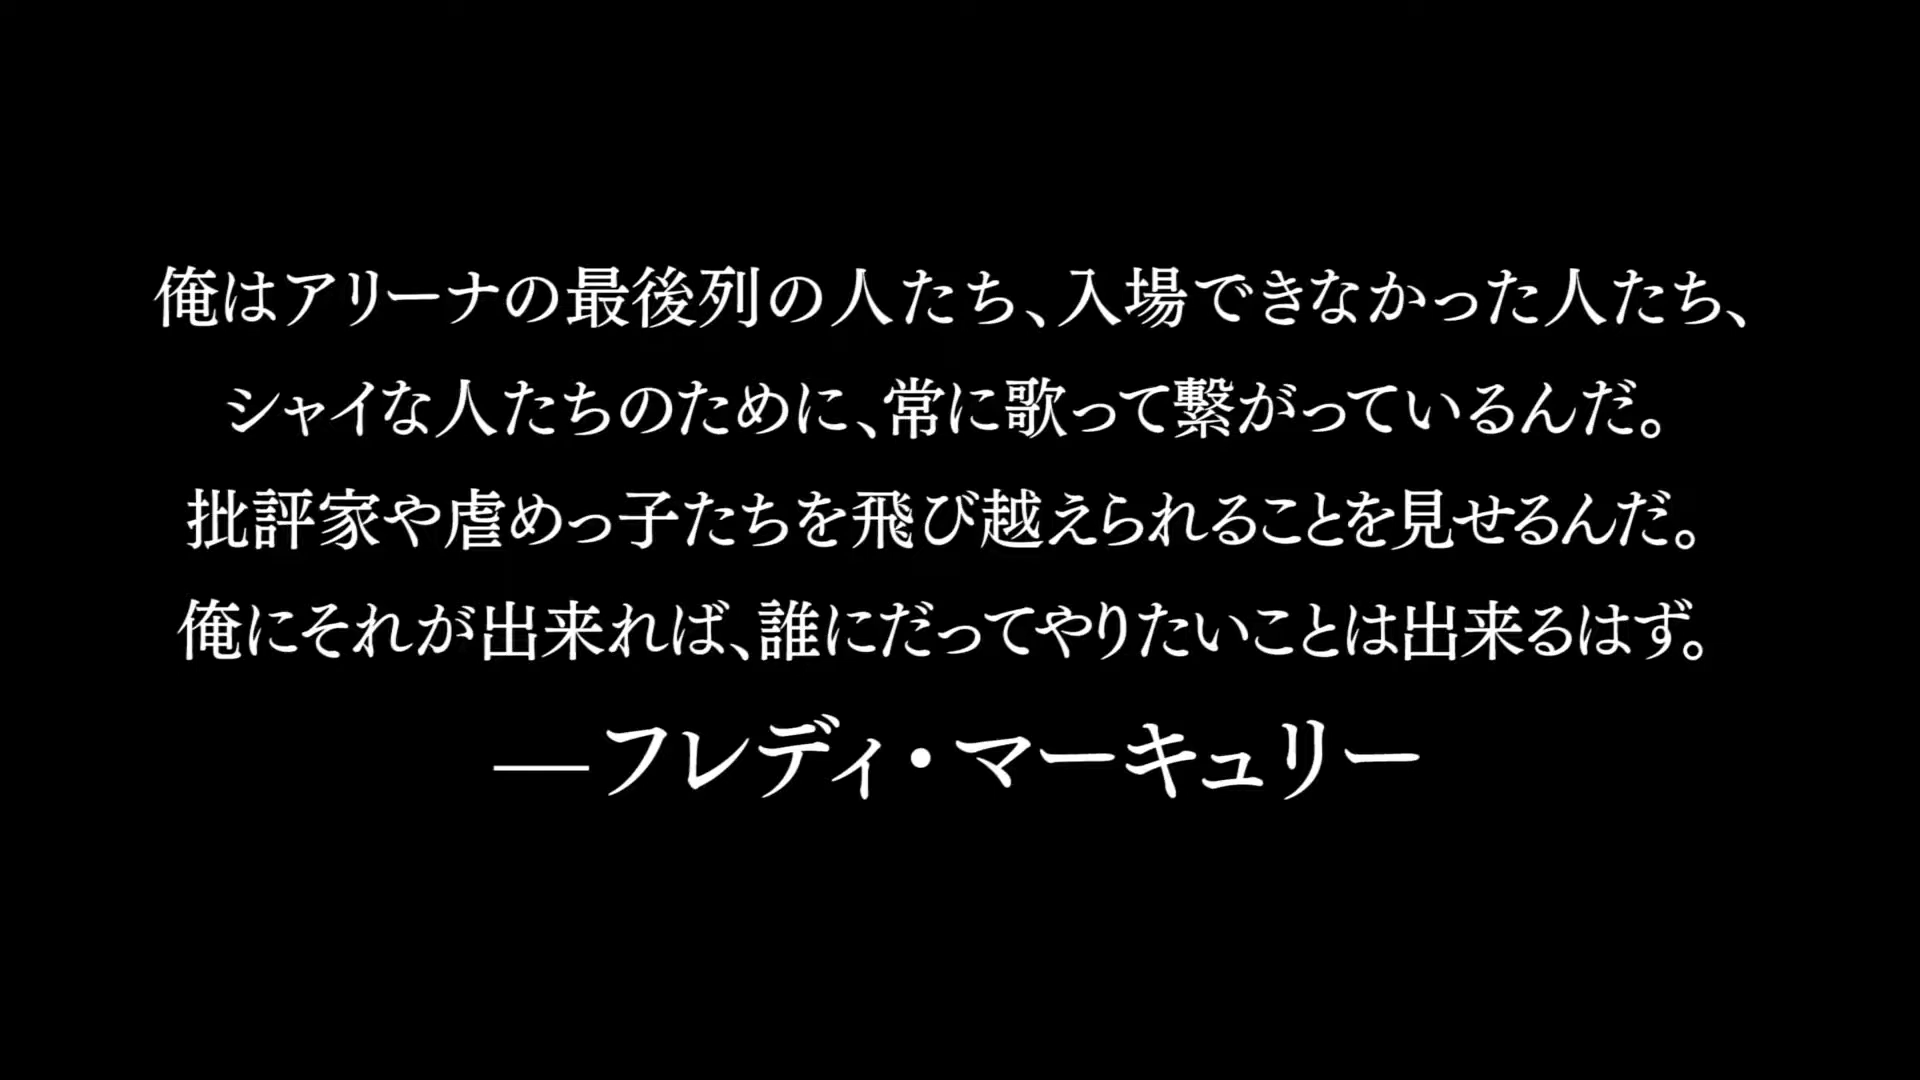 俺はアリーナの最後列の人たち、入場できなかった人たち、
シャイな人たちのために、常に歌って繋がっているんだ。
批評家や虐めっ子たちを飛び越えられることを見せるんだ。
俺にそれが出来れば、誰にだってやりたいことは出来るはず。
―フレディ・マーキュリー